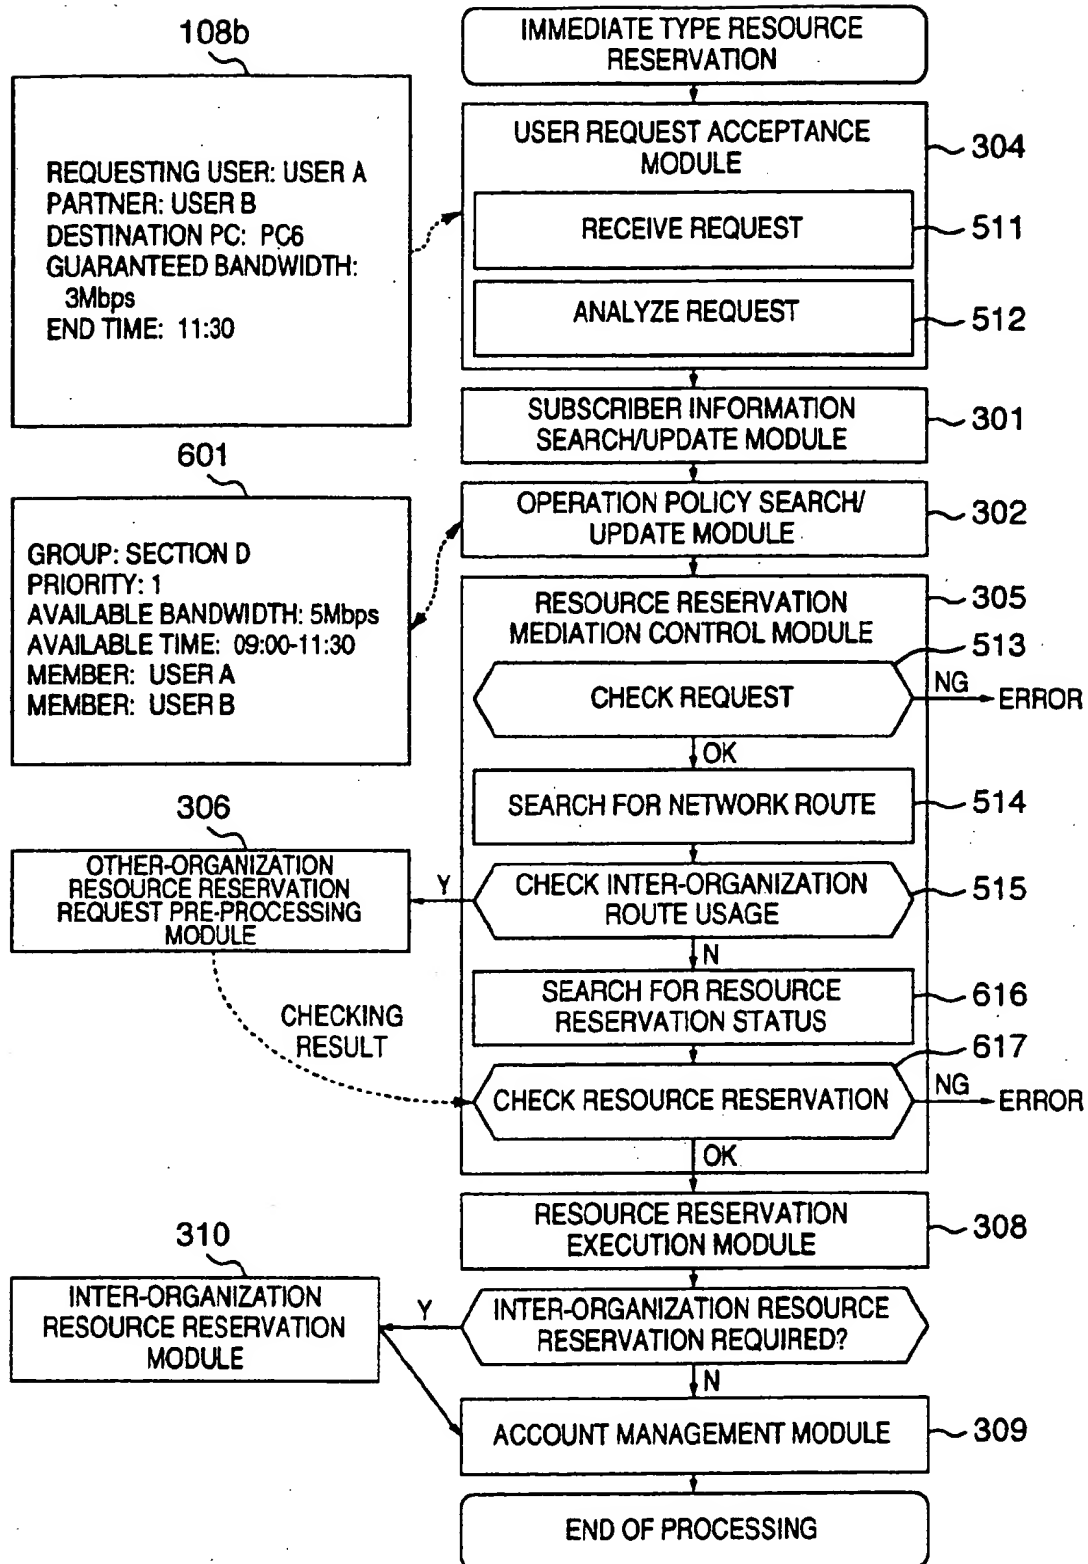 IMMEDIATE TYPE RESOURCE
RESERVATION
108b
REQUESTING USER: USER A
PARTNER: USER B
DESTINATION PC: PC6
GUARANTEED BANDWIDTH:
3Mbps
END TIME: 11:30
USER REQUEST ACCEPTANCE
MODULE
304
RECEIVE REQUEST
511
ANALYZE REQUEST
512
SUBSCRIBER INFORMATION
SEARCH/UPDATE MODULE
301
601
GROUP: SECTION D
PRIORITY: 1
AVAILABLE BANDWIDTH: 5Mbps
AVAILABLE TIME: 09:00-11:30
MEMBER: USER A
MEMBER: USER B
OPERATION POLICY SEARCH/
UPDATE MODULE
302
RESOURCE RESERVATION
MEDIATION CONTROL MODULE
305
513
CHECK REQUEST
NG
ERROR
OK
SEARCH FOR NETWORK ROUTE
514
306
OTHER-ORGANIZATION
RESOURCE RESERVATION
REQUEST PRE-PROCESSING
MODULE
Y
CHECK INTER-ORGANIZATION
ROUTE USAGE
515
N
SEARCH FOR RESOURCE
RESERVATION STATUS
616
CHECKING
RESULT
617
CHECK RESOURCE RESERVATION
NG
ERROR
OK
RESOURCE RESERVATION
EXECUTION MODULE
308
310
INTER-ORGANIZATION
RESOURCE RESERVATION
MODULE
Y
INTER-ORGANIZATION RESOURCE
RESERVATION REQUIRED?
N
ACCOUNT MANAGEMENT MODULE
309
END OF PROCESSING